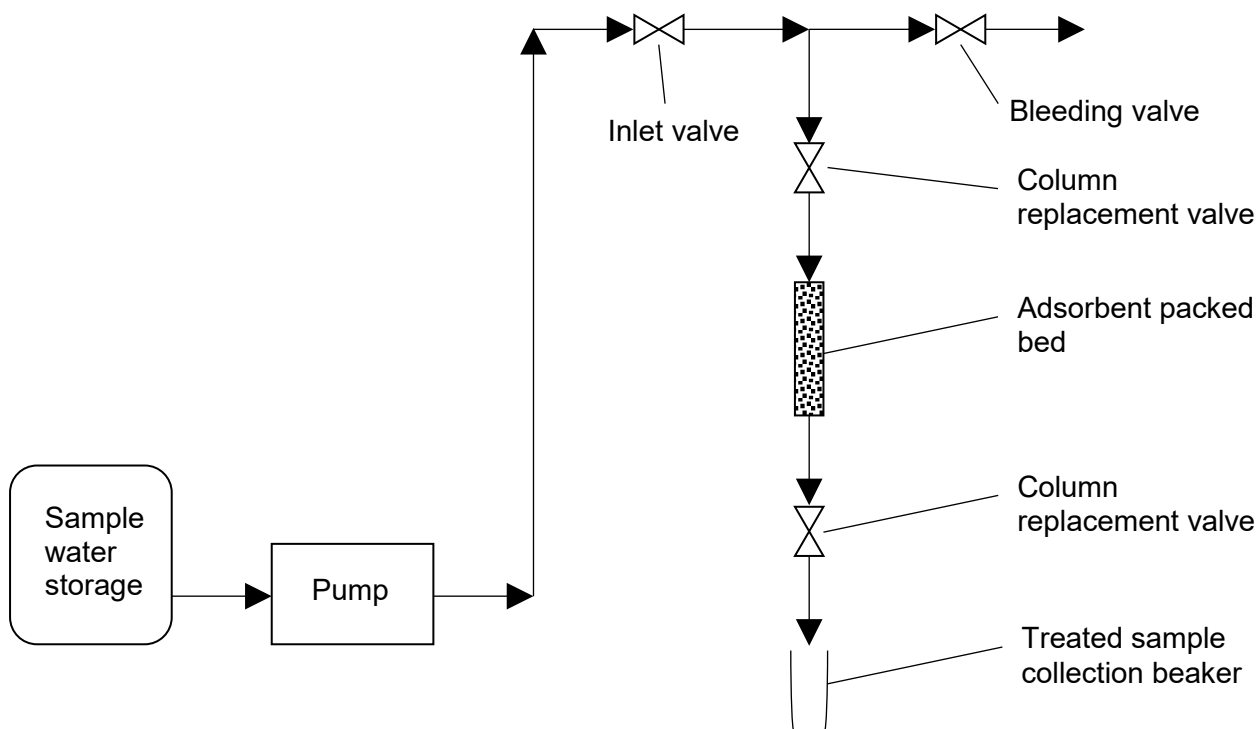 Inlet valve
Bleeding valve
Column
replacement valve
Adsorbent packed
bed
Column
replacement valve
Sample
water
storage
Pump
Treated sample
collection beaker